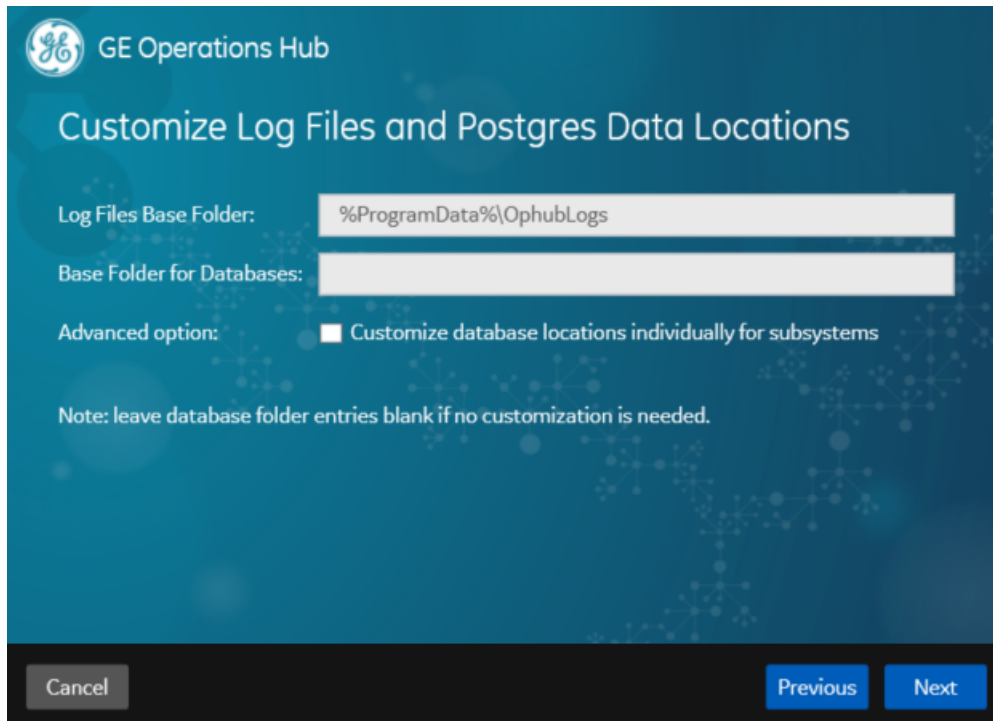 GE Operations Hub
Customize Log Files and Postgres Data Locations
Log Files Base Folder:
%ProgramData%\OphubLogs
Base Folder for Databases:
Advanced option:
Customize database locations individually for subsystems
Note: leave database folder entries blank if no customization is needed.
Cancel
Previous
Next